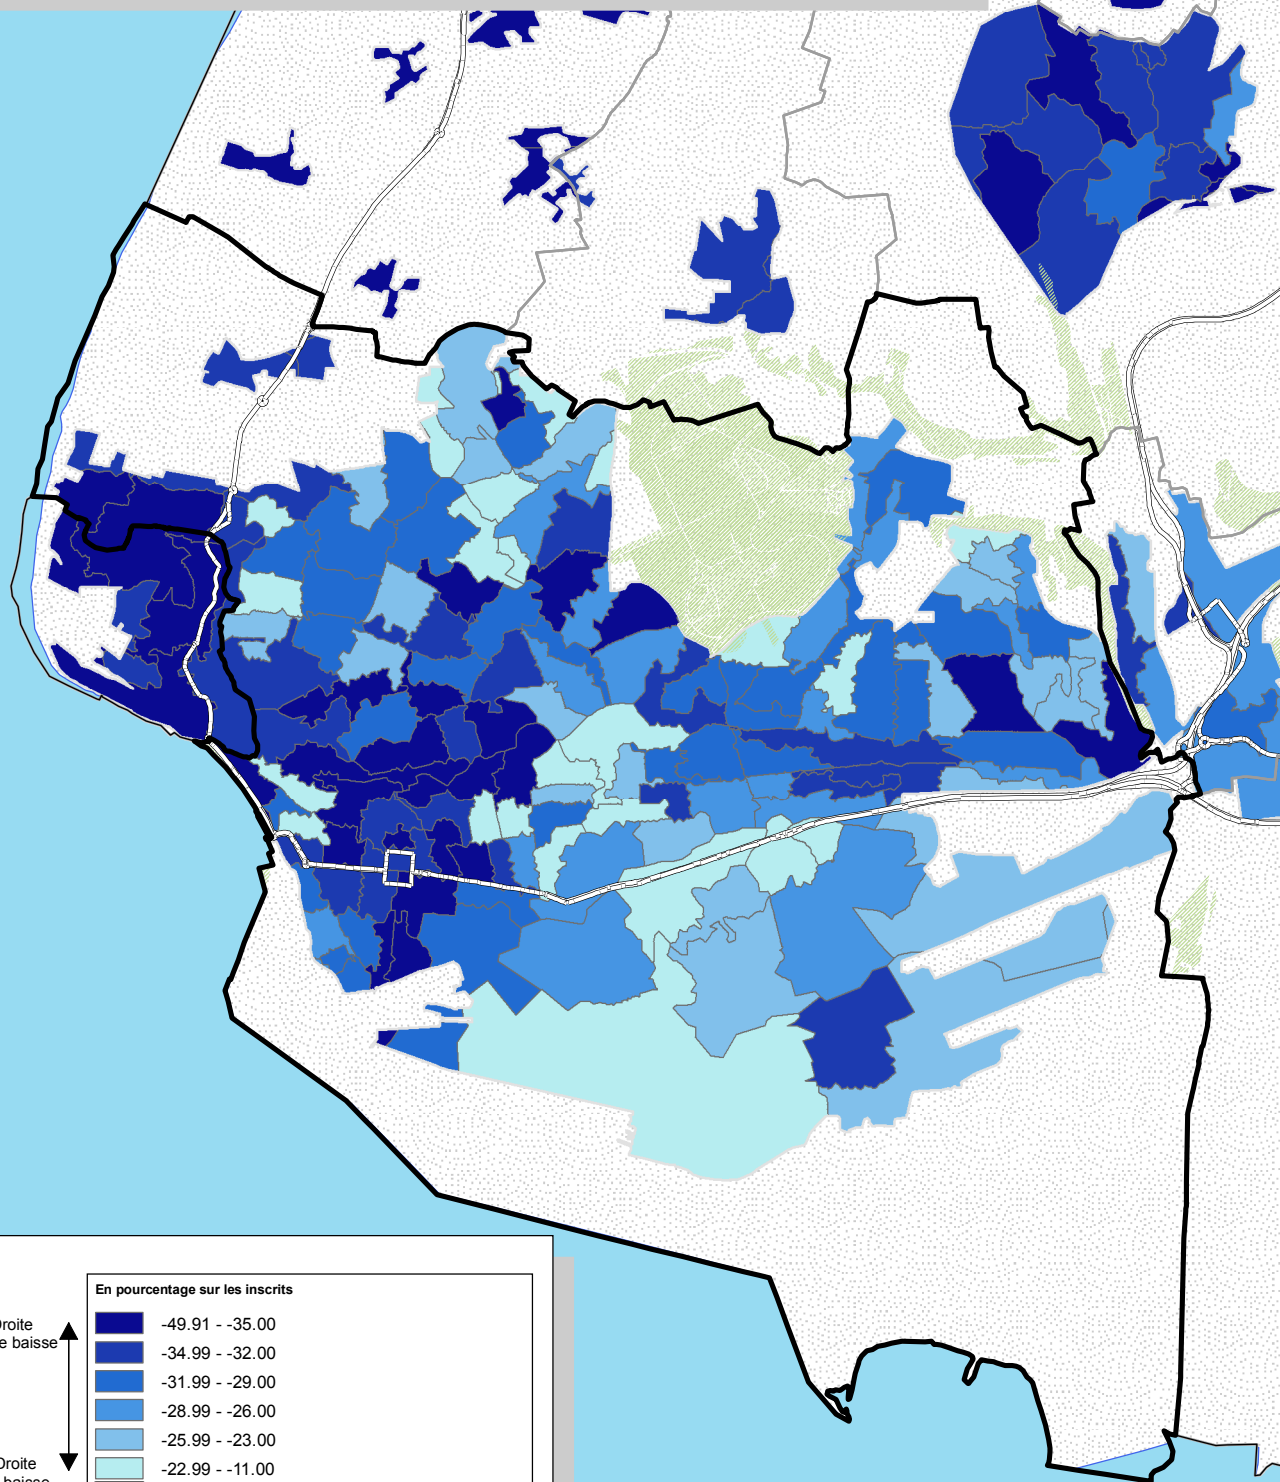 En pourcentage sur les inscrits
Droite
baisse
-49.91 - -35.00
-34.99 - -32.00
-31.99 - -29.00
-28.99 - -26.00
-25.99 - -23.00
Droite
baisse
-22.99 - -11.00